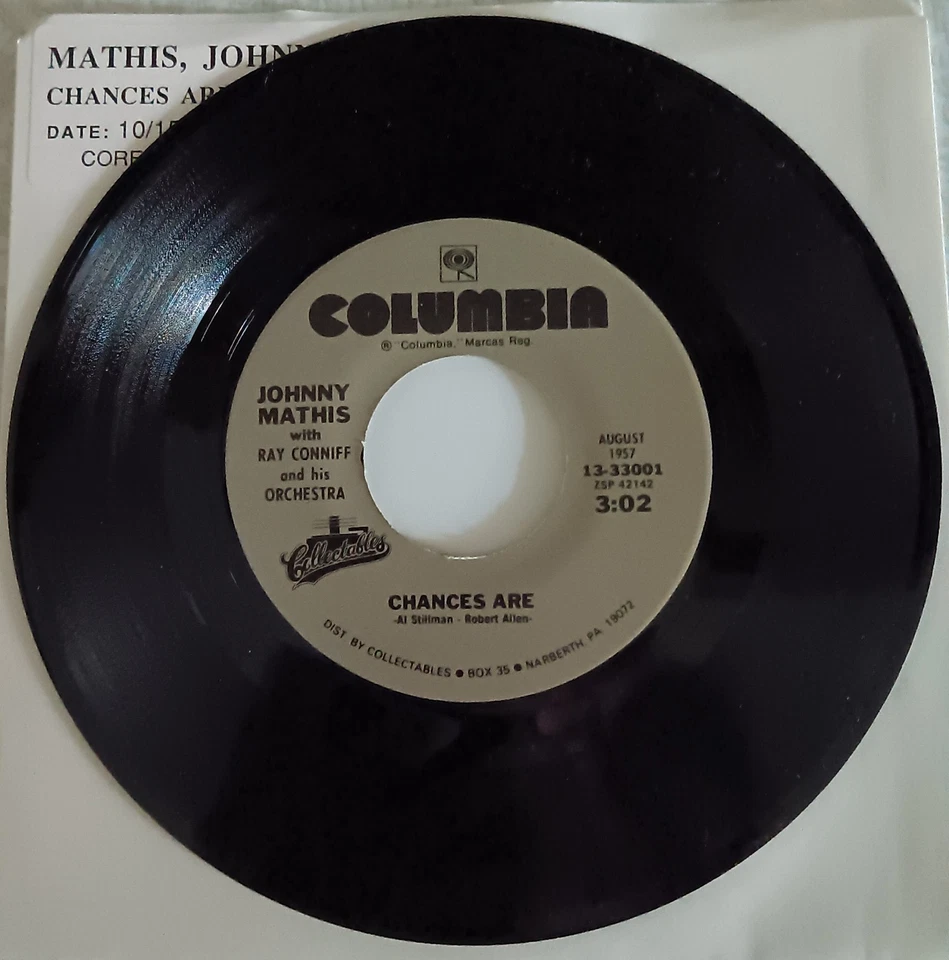 MATHIS, JOHN
CHANCES AR
DATE: 10/15
CORE
COLUMBIA
® "Columbia," Marcas Reg.
JOHNNY
MATHIS
with
RAY CONNIFF
and his
ORCHESTRA
AUGUST
1957
13-33001
ZSP 42142
3:02
Collectables
CHANCES ARE
-Al Stillman - Robert Allen-
DIST BY COLLECTABLES ● BOX 35 ● NARBERTH PA 19072